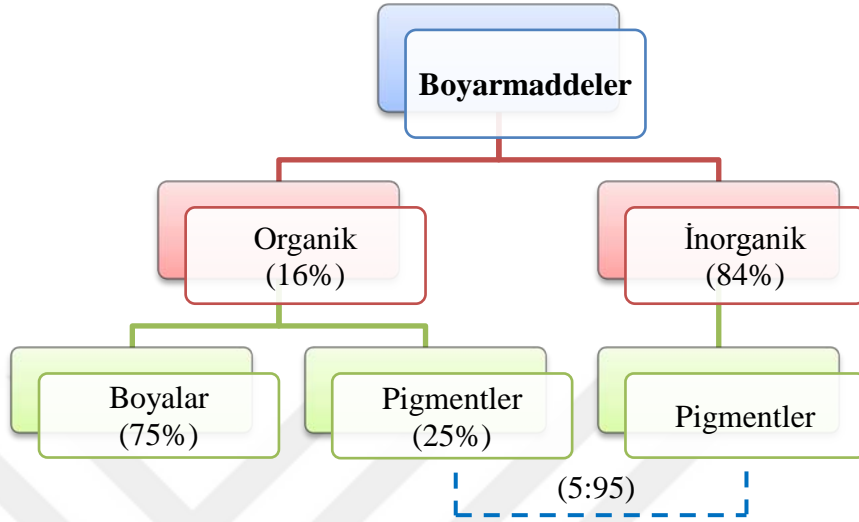 Boyarmaddeler
Organik
(16%)
İnorganik
(84%)
Boyalar
(75%)
Pigmentler
(25%)
Pigmentler
(5:95)